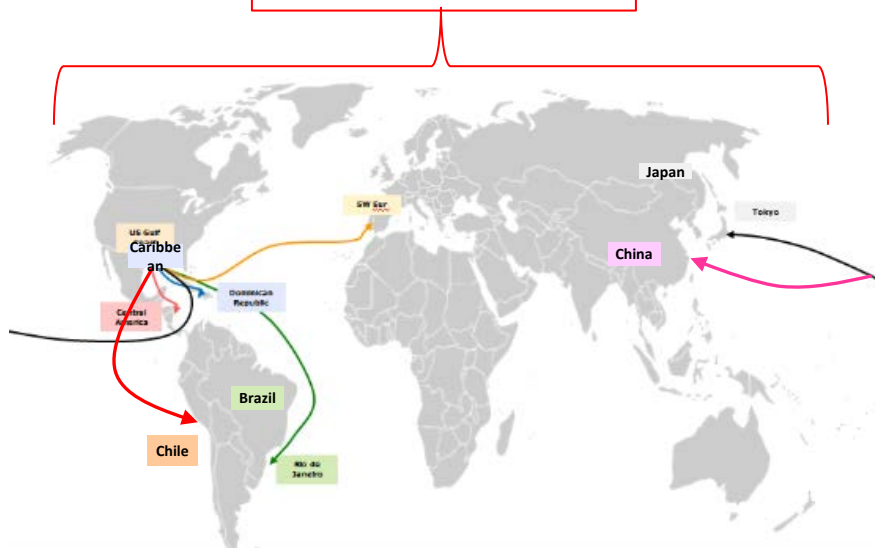 Japan
SW Eur
Tokyo
US Gulf
Caribbe
an
China
Dominican
Republic
Central
America
Brazil
Chile
Rio de
Janeiro